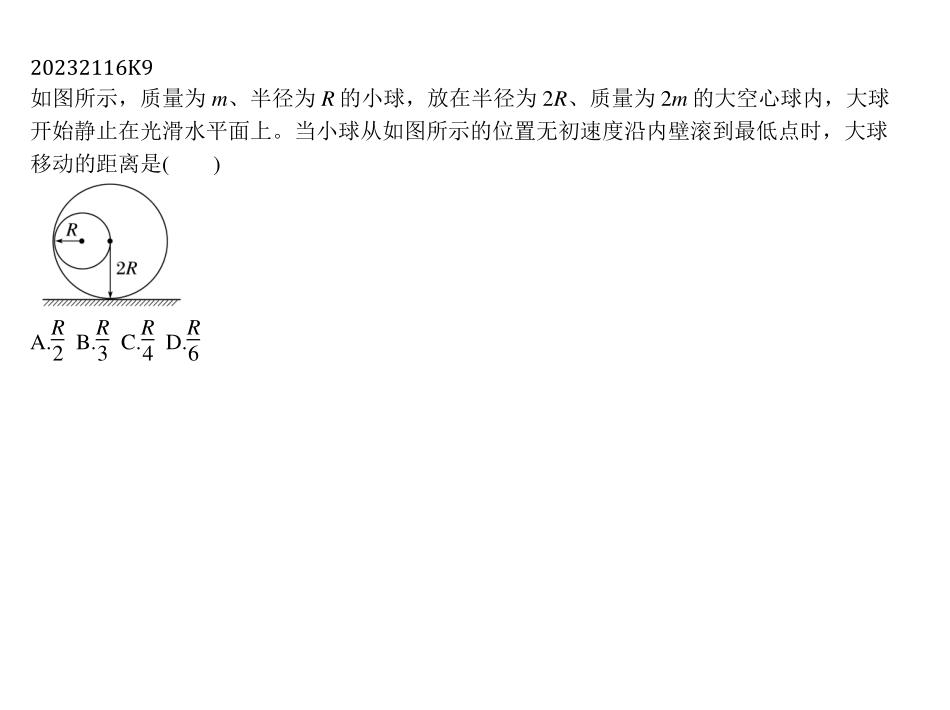 20232116K9
如图所示，质量为 m、半径为 R 的小球，放在半径为 2R、质量为 2m 的大空心球内，大球
开始静止在光滑水平面上。当小球从如图所示的位置无初速度沿内壁滚到最低点时，大球
移动的距离是(　　)
R
2R
A.R/2 B.R/3 C.R/4 D.R/6